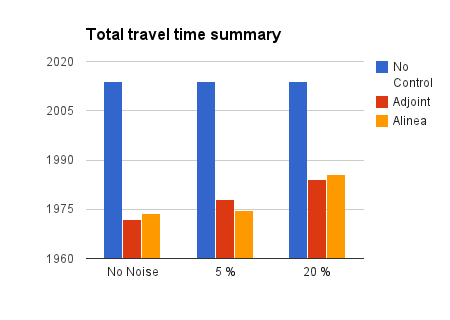 Total travel time summary
2020
2005
1990
1975
1960
No Noise
5 %
20 %
No
Control
Adjoint
Alinea